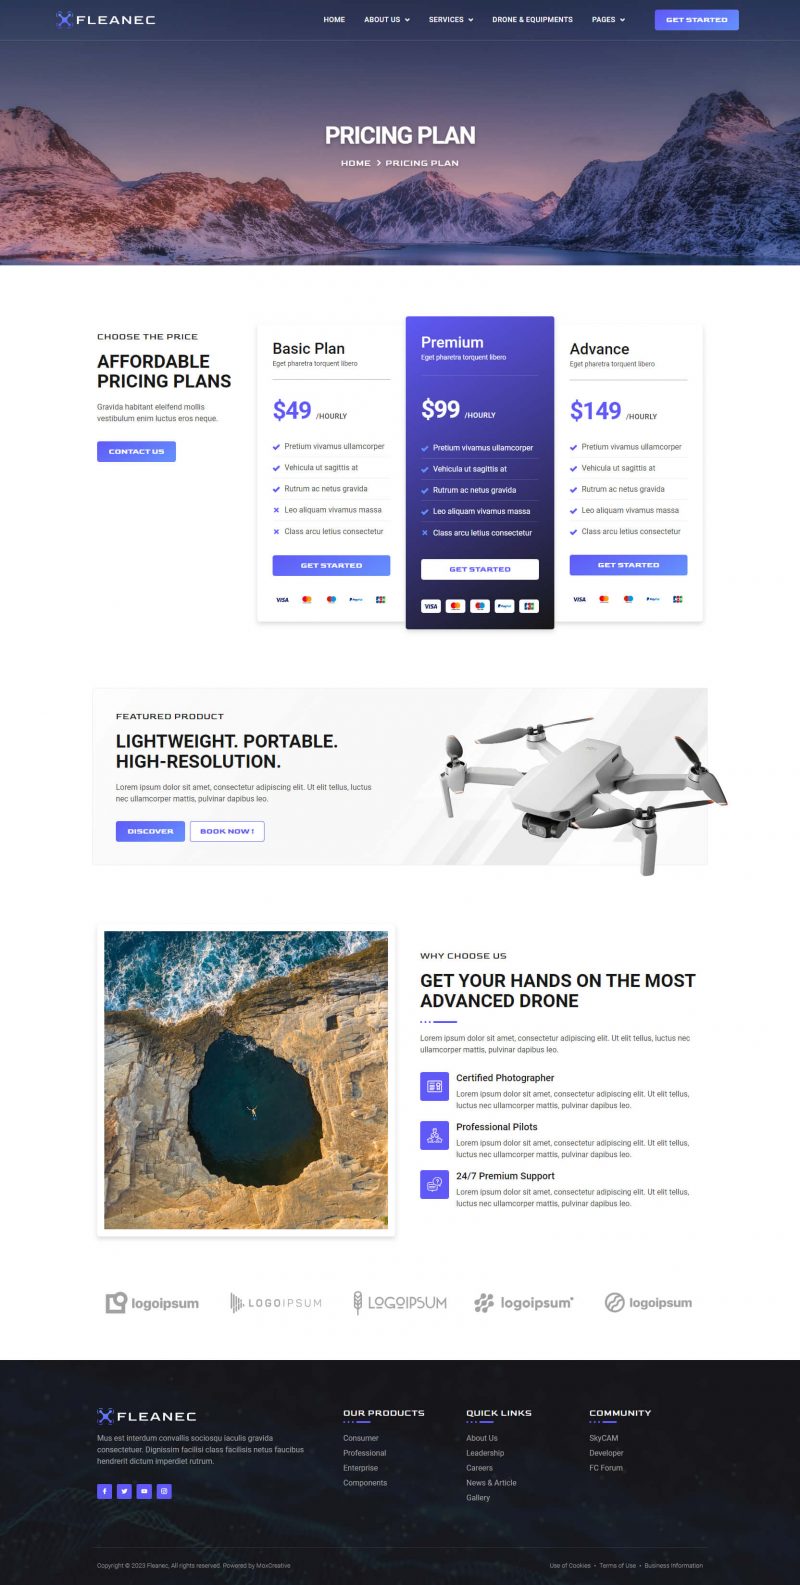 FLEANEC
HOME ABOUT US SERVICES DRONE & EQUIPMENTS PAGES GET STARTED
PRICING PLAN
HOME > PRICING PLAN
CHOOSE THE PRICE
AFFORDABLE
PRICING PLANS
Gravida habitant eleifend mollis
vestibulum enim luctus eros neque.
CONTACT US
Basic Plan
Eget pharetra torquent libero
$49 /HOURLY
Pretium vivamus ullamcorper
Vehicula ut sagittis at
Rutrum ac netus gravida
Leo aliquam vivamus massa
Class arcu letius consectetur
GET STARTED
VISA PayPal
Premium
Eget pharetra torquent libero
$99 /HOURLY
Pretium vivamus ullamcorper
Vehicula ut sagittis at
Rutrum ac netus gravida
Leo aliquam vivamus massa
Class arcu letius consectetur
GET STARTED
VISA PayPal
Advance
Eget pharetra torquent libero
$149 /HOURLY
Pretium vivamus ullamcorper
Vehicula ut sagittis at
Rutrum ac netus gravida
Leo aliquam vivamus massa
Class arcu letius consectetur
GET STARTED
VISA PayPal
FEATURED PRODUCT
LIGHTWEIGHT. PORTABLE.
HIGH-RESOLUTION.
Lorem ipsum dolor sit amet, consectetur adipiscing elit. Ut elit tellus, luctus
nec ullamcorper mattis, pulvinar dapibus leo.
DISCOVER BOOK NOW !
WHY CHOOSE US
GET YOUR HANDS ON THE MOST
ADVANCED DRONE
Lorem ipsum dolor sit amet, consectetur adipiscing elit. Ut elit tellus, luctus nec
ullamcorper mattis, pulvinar dapibus leo.
Certified Photographer
Lorem ipsum dolor sit amet, consectetur adipiscing elit. Ut elit tellus,
luctus nec ullamcorper mattis, pulvinar dapibus leo.
Professional Pilots
Lorem ipsum dolor sit amet, consectetur adipiscing elit. Ut elit tellus,
luctus nec ullamcorper mattis, pulvinar dapibus leo.
24/7 Premium Support
Lorem ipsum dolor sit amet, consectetur adipiscing elit. Ut elit tellus,
luctus nec ullamcorper mattis, pulvinar dapibus leo.
logoipsum LOGOIPSUM LOGOIPSUM logoipsum logoipsum
FLEANEC
Mus est interdum convallis sociosqu iaculis gravida
consectetuer. Dignissim facilisi class facilisis netus faucibus
hendrerit dictum imperdiet rutrum.
OUR PRODUCTS
Consumer
Professional
Enterprise
Components
QUICK LINKS
About Us
Leadership
Careers
News & Article
Gallery
COMMUNITY
SkyCAM
Developer
FC Forum
Copyright © 2023 Fleanec, All rights reserved. Powered by MoxCreative
Use of Cookies • Terms of Use • Business Information